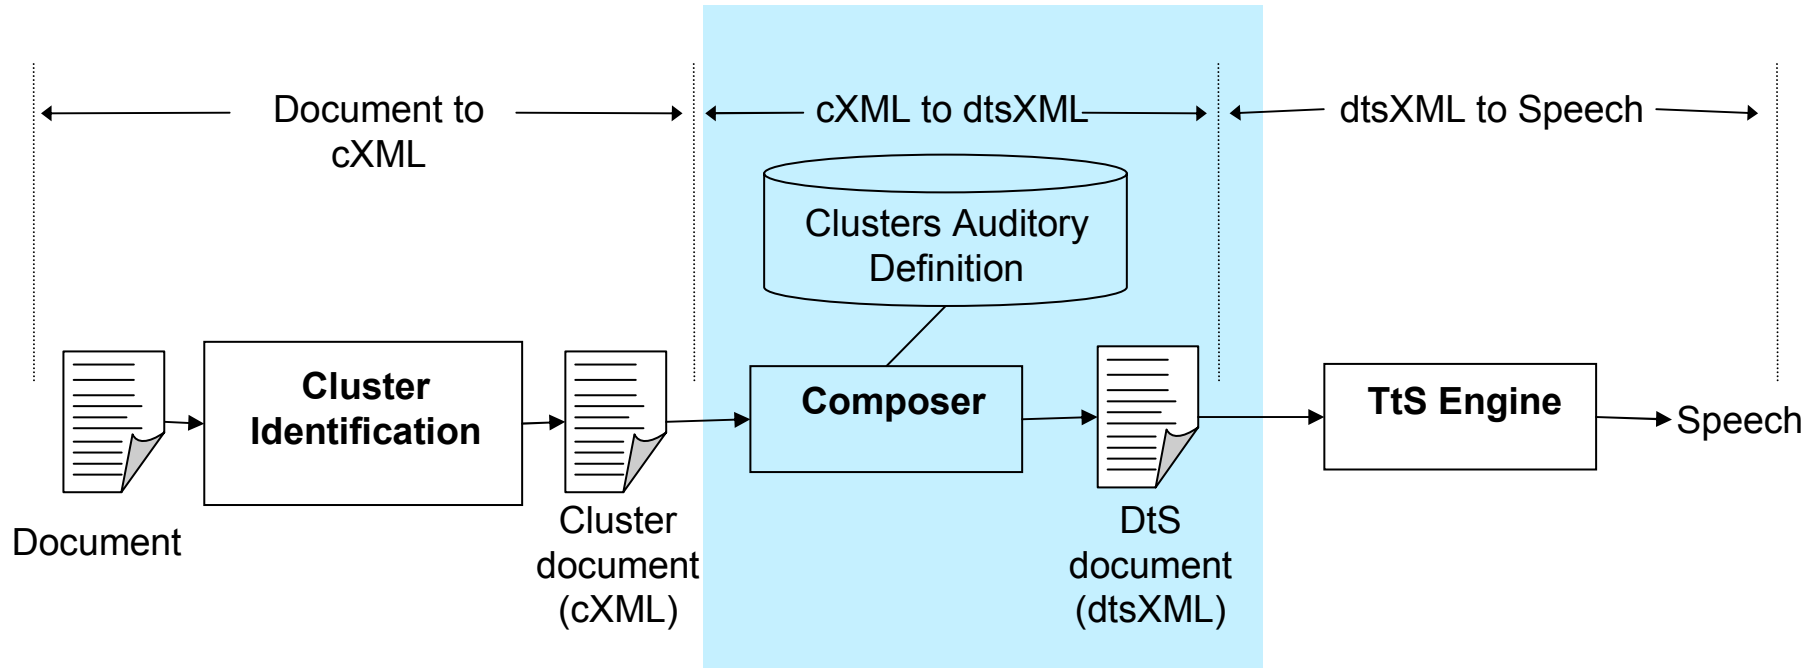 Document to
cXML
cXML to dtsXML
dtsXML to Speech
Clusters Auditory
Definition
Cluster
Identification
Composer
TtS Engine
Speech
Document
Cluster
document
(cXML)
DtS
document
(dtsXML)